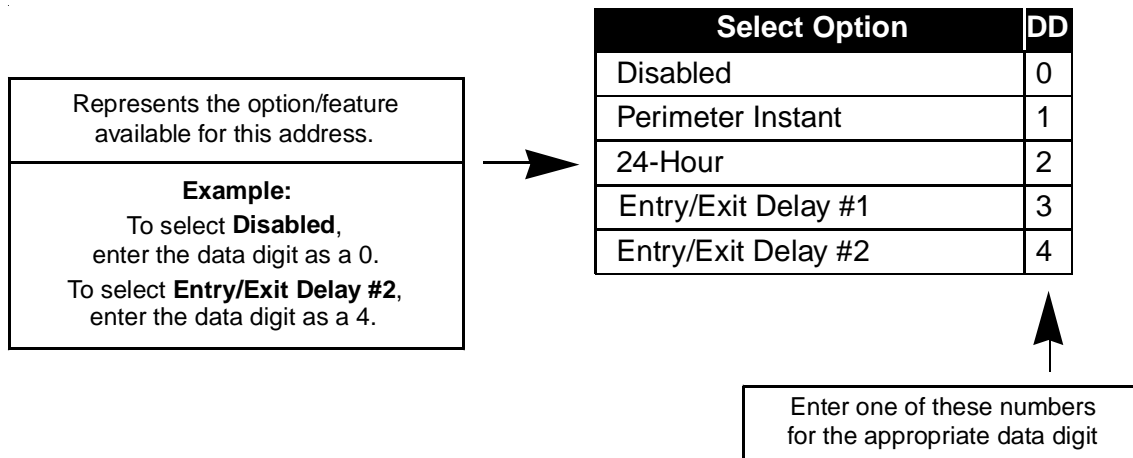 Represents the option/feature
available for this address.
Example:
To select Disabled,
enter the data digit as a 0.
To select Entry/Exit Delay #2,
enter the data digit as a 4.
Select Option DD
Disabled 0
Perimeter Instant 1
24-Hour 2
Entry/Exit Delay #1 3
Entry/Exit Delay #2 4
Enter one of these numbers
for the appropriate data digit